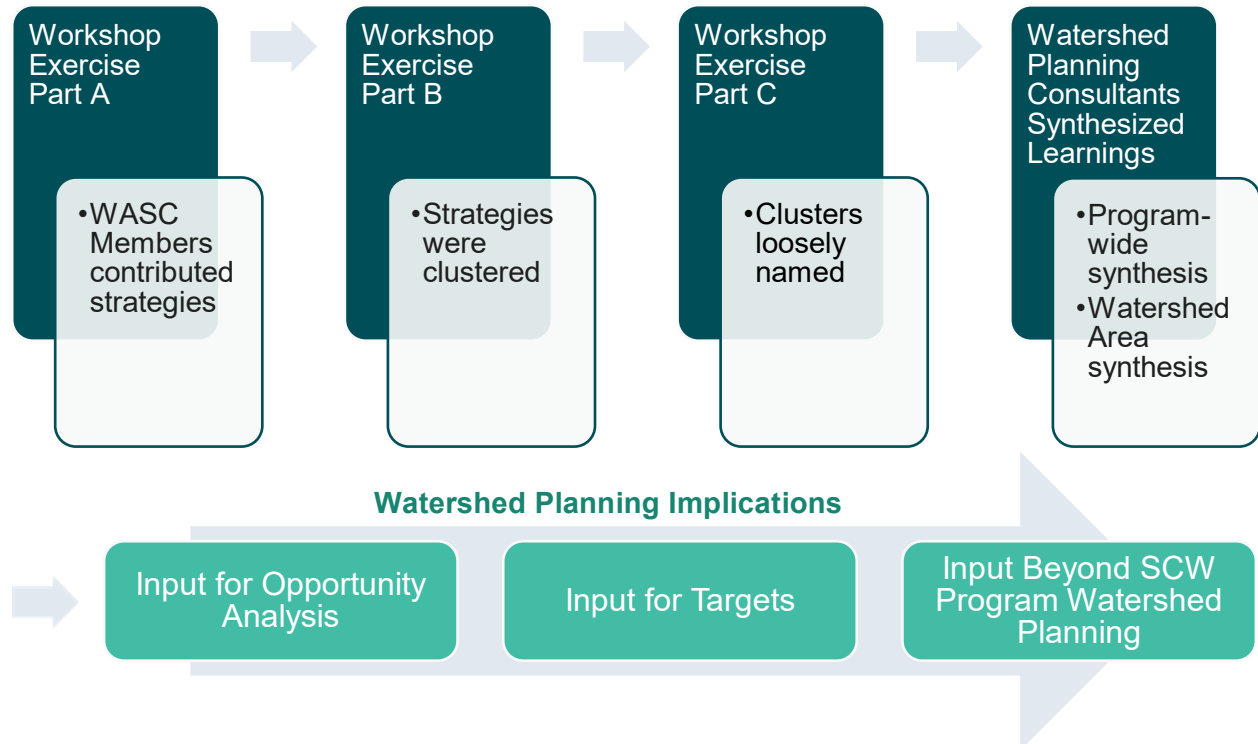 Workshop
Exercise
Part A
•WASC
Members
contributed
strategies
Workshop
Exercise
Part B
•Strategies
were
clustered
Workshop
Exercise
Part C
•Clusters
loosely
named
Watershed
Planning
Consultants
Synthesized
Learnings
•Program-
wide
synthesis
•Watershed
Area
synthesis
Watershed Planning Implications
Input for Opportunity
Analysis
Input for Targets
Input Beyond SCW
Program Watershed
Planning